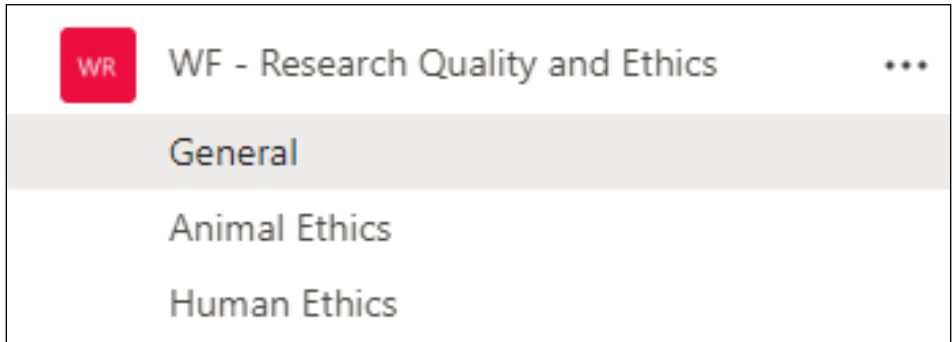 WR WF - Research Quality and Ethics ...
General
Animal Ethics
Human Ethics